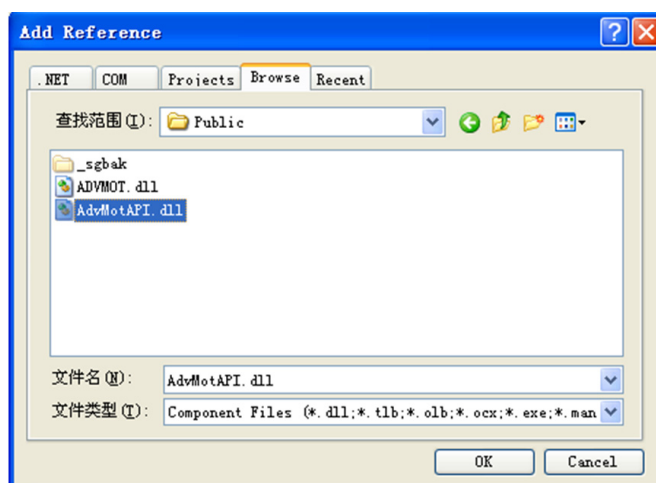 Add Reference
.NET COM Projects Browse Recent
查找范围(I): Public
_sgbak
ADVMOT.dll
AdvMotAPI.dll
文件名(N): AdvMotAPI.dll
文件类型(T): Component Files (*.dll;*.tlb;*.olb;*.ocx;*.exe;*.man
OK Cancel